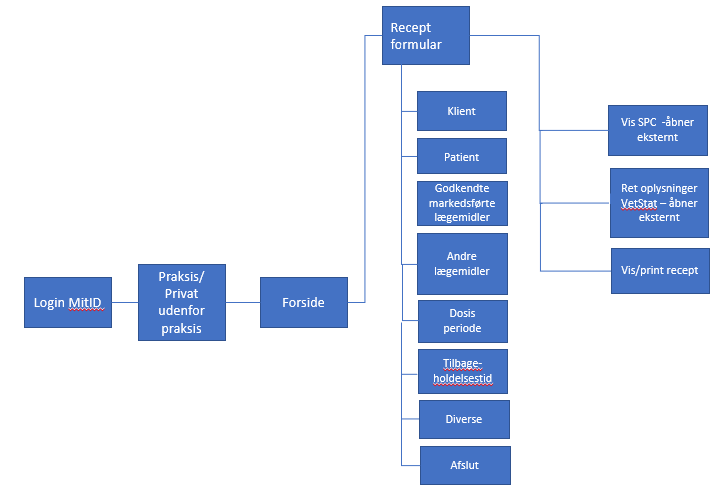 Login MitID
Praksis/
Privat
udenfor
praksis
Forside
Recept
formular
Klient
Patient
Godkendte
markedsførte
lægemidler
Andre
lægemidler
Dosis
periode
Tilbage-
holdelsestid
Diverse
Afslut
Vis SPC -åbner
eksternt
Ret oplysninger
VetStat – åbner
eksternt
Vis/print recept